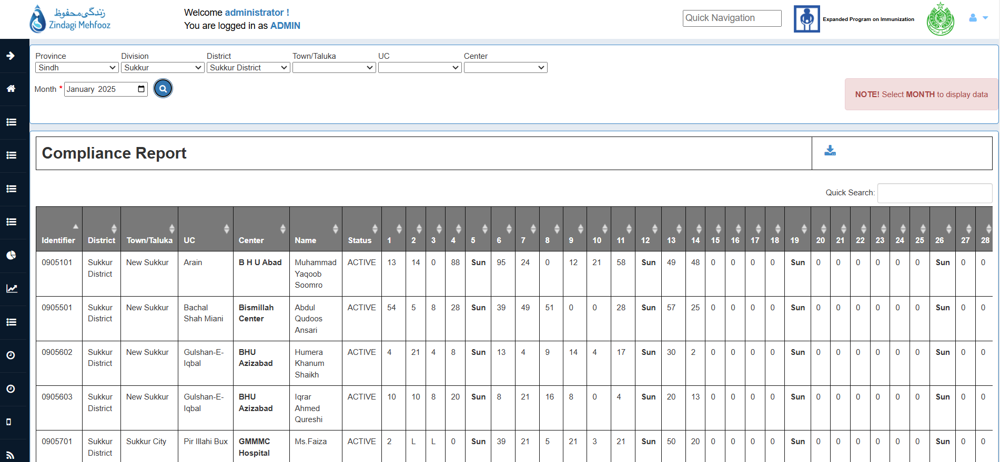 زندگی محفوظ
Zindagi Mehfooz
Welcome administrator !
You are logged in as ADMIN
Quick Navigation
Expanded Program on Immunization
Province Division District Town/Taluka UC Center
Sindh Sukkur Sukkur District
Month * January 2025
NOTE! Select MONTH to display data
Compliance Report
Quick Search:
Identifier District Town/Taluka UC Center Name Status 1 2 3 4 5 6 7 8 9 10 11 12 13 14 15 16 17 18 19 20 21 22 23 24 25 26 27 28
0905101 Sukkur New Sukkur Arain B H U Abad Muhammad ACTIVE 13 14 0 88 Sun 95 24 0 12 21 58 Sun 49 48 0 0 0 0 Sun 0 0 0 0 0 0 Sun 0 0
District Yaqoob
Soomro
0905501 Sukkur New Sukkur Bachal Bismillah Abdul ACTIVE 54 5 8 28 Sun 39 49 51 0 0 28 Sun 57 25 0 0 0 0 Sun 0 0 0 0 0 0 Sun 0 0
District Shah Miani Center Qudoos
Ansari
0905602 Sukkur New Sukkur Gulshan-E- BHU Humera ACTIVE 4 21 4 8 Sun 13 4 9 14 4 17 Sun 30 2 0 0 0 0 Sun 0 0 0 0 0 0 Sun 0 0
District Iqbal Azizabad Khanum
Shaikh
0905603 Sukkur New Sukkur Gulshan-E- BHU Iqrar ACTIVE 10 10 8 20 Sun 8 21 16 8 0 4 Sun 20 13 0 0 0 0 Sun 0 0 0 0 0 0 Sun 0 0
District Iqbal Azizabad Ahmed
Qureshi
0905701 Sukkur Sukkur City Pir Illahi Bux GMMMC Ms.Faiza ACTIVE 2 L L 0 Sun 39 21 5 21 3 21 Sun 50 20 0 0 0 0 Sun 0 0 0 0 0 0 Sun 0 0
District Hospital